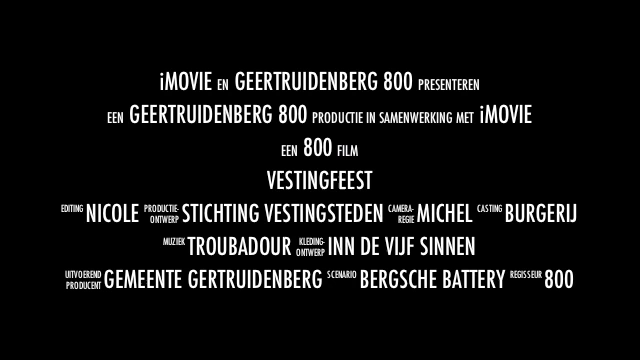 iMOVIE EN GEERTRUIDENBERG 800 PRESENTEREN
EEN GEERTRUIDENBERG 800 PRODUCTIE IN SAMENWERKING MET iMOVIE
EEN 800 FILM
VESTINGFEEST
EDITING NICOLE PRODUCTIE-ONTWERP STICHTING VESTINGSTEDEN CAMERA-REGIE MICHEL CASTING BURGERIJ
MUZIEK TROUBADOUR KLEDING-ONTWERP INN DE VIJF SINNEN
UITVOEREND PRODUCENT GEMEENTE GERTRUIDENBERG SCENARIO BERGSCHE BATTERY REGISSEUR 800